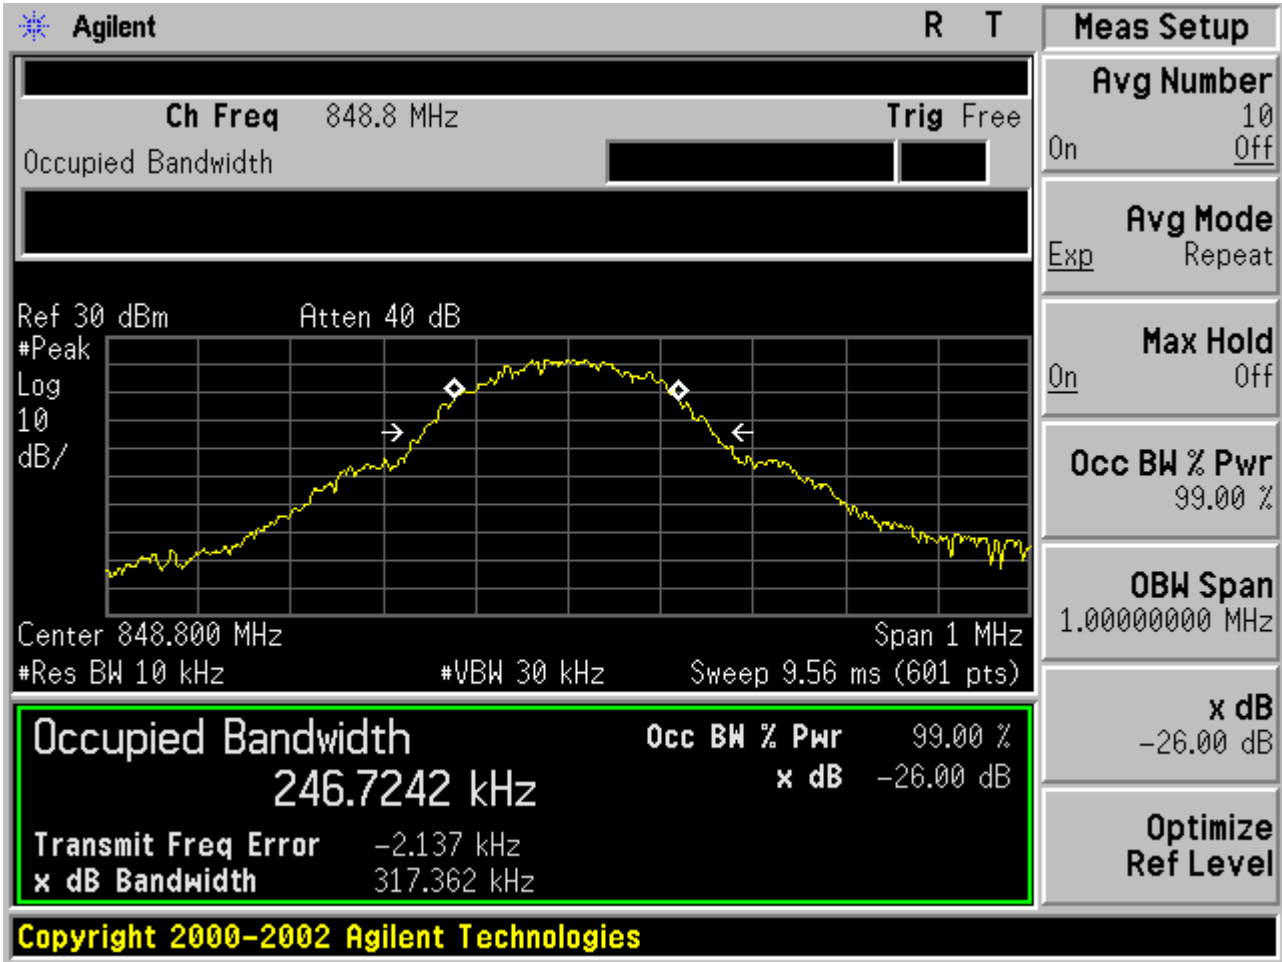 Agilent R T
Ch Freq 848.8 MHz Trig Free
Occupied Bandwidth
Ref 30 dBm Atten 40 dB
#Peak
Log
10
dB/
Center 848.800 MHz Span 1 MHz
#Res BW 10 kHz #VBW 30 kHz Sweep 9.56 ms (601 pts)
Occupied Bandwidth Occ BW % Pwr 99.00 %
246.7242 kHz x dB -26.00 dB
Transmit Freq Error -2.137 kHz
x dB Bandwidth 317.362 kHz
Copyright 2000-2002 Agilent Technologies
Meas Setup
Avg Number
10
On Off
Avg Mode
Exp Repeat
Max Hold
On Off
Occ BW % Pwr
99.00 %
OBW Span
1.00000000 MHz
x dB
-26.00 dB
Optimize
Ref Level